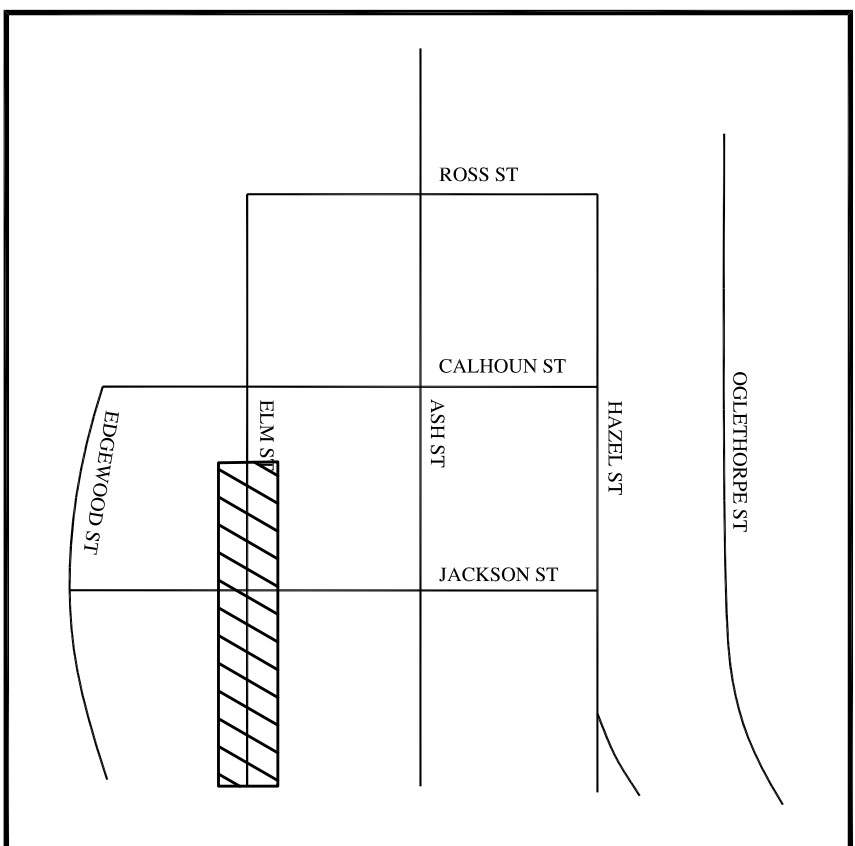 ROSS ST
CALHOUN ST
EDGEWOOD ST
ELM ST
ASH ST
HAZEL ST
OGLETHORPE ST
JACKSON ST